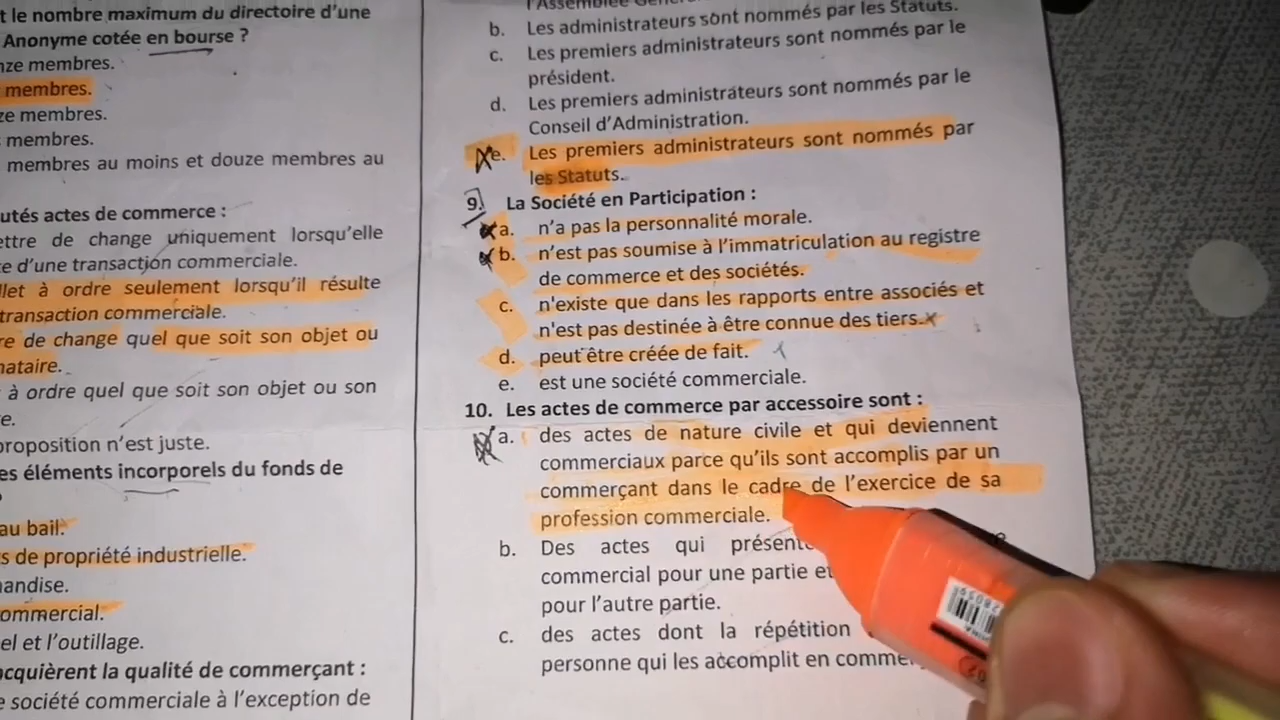 t le nombre maximum du directoire d'une
Anonyme cotée en bourse ?
nze membres.
membres.
ze membres.
membres.
membres au moins et douze membres au
utés actes de commerce :
ettre de change uniquement lorsqu'elle
e d'une transaction commerciale.
llet à ordre seulement lorsqu'il résulte
transaction commerciale.
re de change quel que soit son objet ou
nataire.
à ordre quel que soit son objet ou son
e.
proposition n'est juste.
es éléments incorporels du fonds de
au bail.
s de propriété industrielle.
handise.
ommercial.
el et l'outillage.
acquièrent la qualité de commerçant :
e société commerciale à l'exception de
l'Assemblée
b. Les administrateurs sont nommés par les Statuts.
c. Les premiers administrateurs sont nommés par le
président.
d. Les premiers administrateurs sont nommés par le
Conseil d'Administration.
e. Les premiers administrateurs sont nommés par
les Statuts.
9. La Société en Participation :
a. n'a pas la personnalité morale.
b. n'est pas soumise à l'immatriculation au registre
de commerce et des sociétés.
c. n'existe que dans les rapports entre associés et
n'est pas destinée à être connue des tiers.
d. peut être créée de fait.
e. est une société commerciale.
10. Les actes de commerce par accessoire sont :
a. des actes de nature civile et qui deviennent
commerciaux parce qu'ils sont accomplis par un
commerçant dans le cadre de l'exercice de sa
profession commerciale.
b. Des actes qui présent
commercial pour une partie et
pour l'autre partie.
c. des actes dont la répétition
personne qui les accomplit en comme